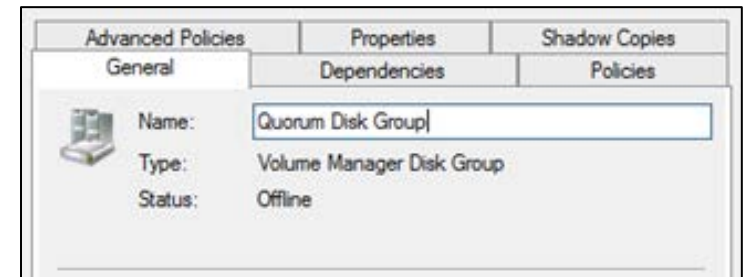 Advanced Policies Properties Shadow Copies
General Dependencies Policies
Name: Quorum Disk Group
Type: Volume Manager Disk Group
Status: Offline